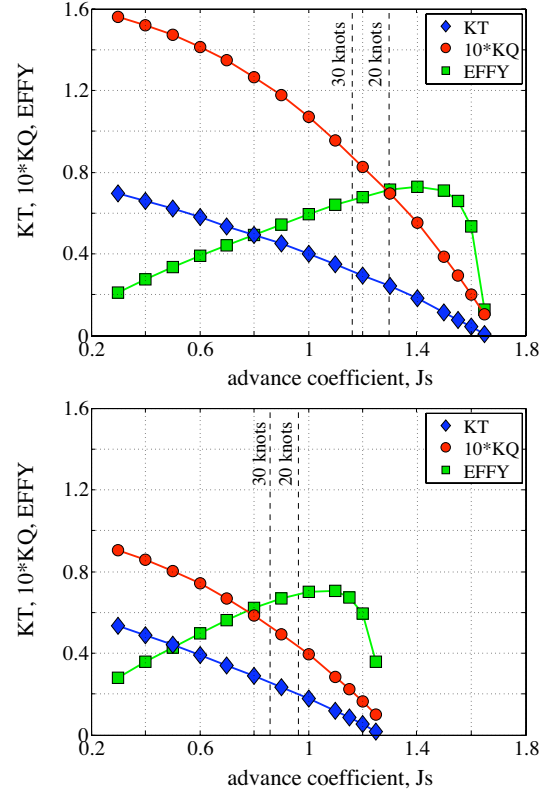 1.6
1.2
0.8
0.4
0
KT, 10*KQ, EFFY
30 knots
20 knots
KT
10*KQ
EFFY
0.2 0.6 1 1.4 1.8
advance coefficient, Js
1.6
1.2
0.8
0.4
0
KT, 10*KQ, EFFY
30 knots
20 knots
KT
10*KQ
EFFY
0.2 0.6 1 1.4 1.8
advance coefficient, Js